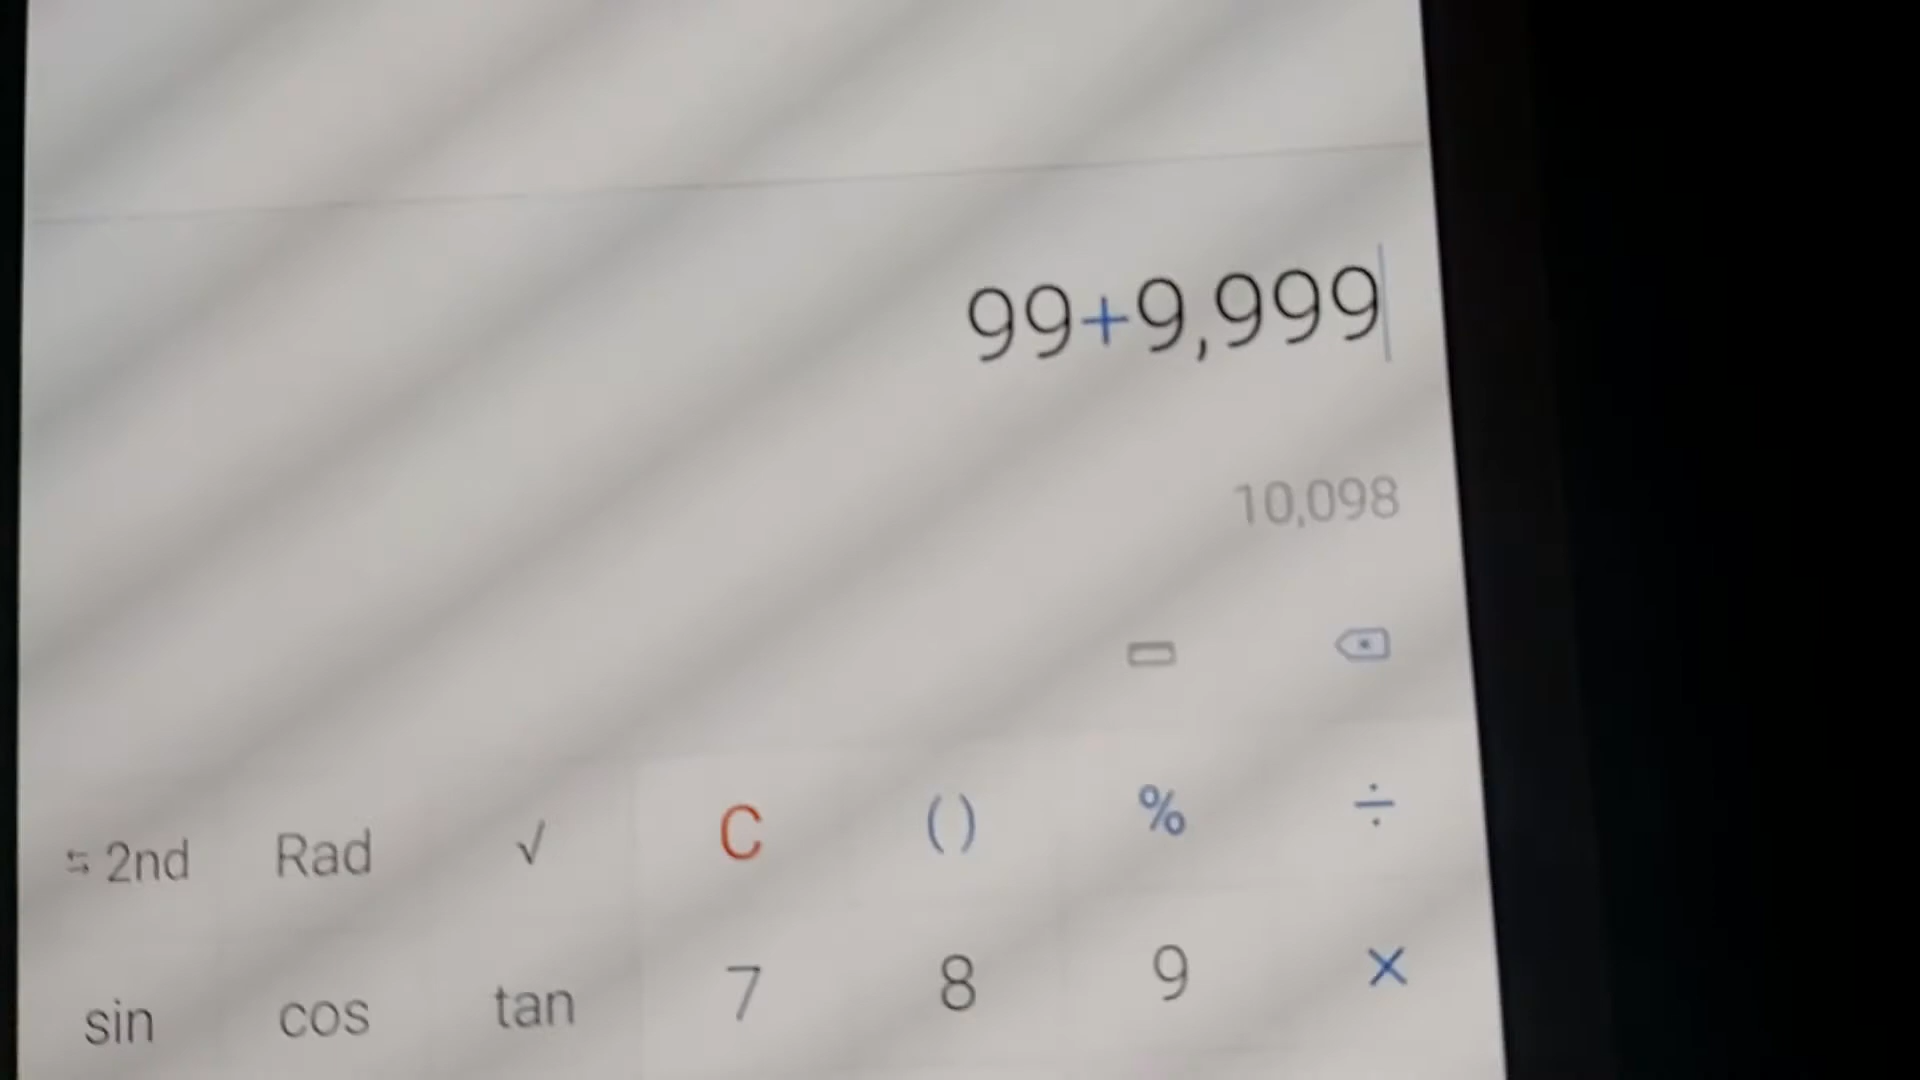 99+9,999
10,098
⇆ 2nd Rad √ C () % ÷
sin cos tan 7 8 9 ×